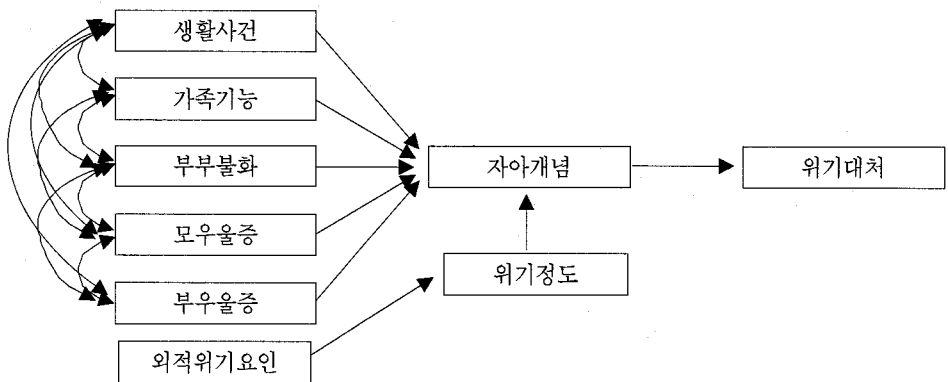 생활사건
가족기능
부부불화
자아개념
위기대처
모우울증
위기정도
부우울증
외적위기요인